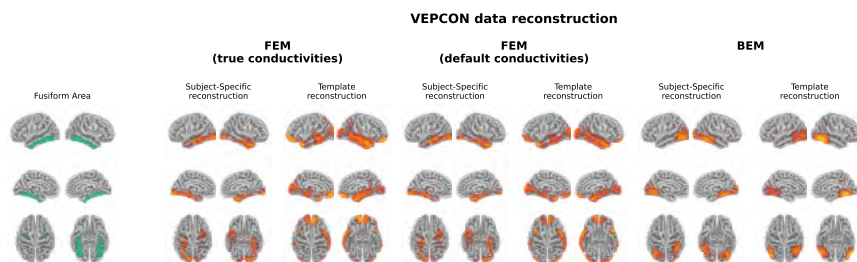 VEPCON data reconstruction
FEM
(true conductivities)
FEM
(default conductivities)
BEM
Fusiform Area
Subject-Specific
reconstruction
Template
reconstruction
Subject-Specific
reconstruction
Template
reconstruction
Subject-Specific
reconstruction
Template
reconstruction